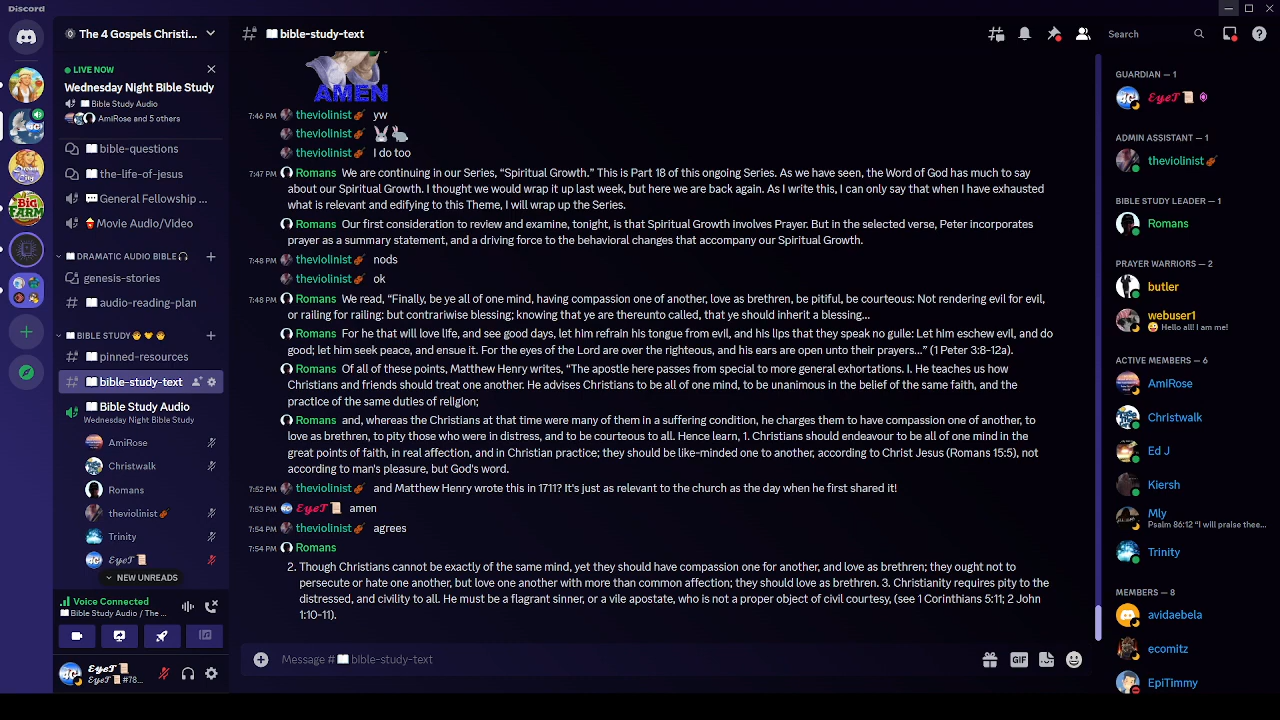 Discord
The 4 Gospels Christi...
bible-study-text
Search
LIVE NOW
Wednesday Night Bible Study
Bible Study Audio
AmiRose and 5 others
bible-questions
the-life-of-jesus
General Fellowship ...
Movie Audio/Video
DRAMATIC AUDIO BIBLE
genesis-stories
audio-reading-plan
BIBLE STUDY
pinned-resources
bible-study-text
Bible Study Audio
Wednesday Night Bible Study
AmiRose
Christwalk
Romans
theviolinist
Trinity
EyeT
NEW UNREADS
Voice Connected
Bible Study Audio / The ...
EyeT
EyeT #78...
BIG FARM
AMEN
7:46 PM theviolinist yw
theviolinist
theviolinist I do too
7:47 PM Romans We are continuing in our Series, “Spiritual Growth.” This is Part 18 of this ongoing Series. As we have seen, the Word of God has much to say
about our Spiritual Growth. I thought we would wrap it up last week, but here we are back again. As I write this, I can only say that when I have exhausted
what is relevant and edifying to this Theme, I will wrap up the Series.
Romans Our first consideration to review and examine, tonight, is that Spiritual Growth involves Prayer. But in the selected verse, Peter incorporates
prayer as a summary statement, and a driving force to the behavioral changes that accompany our Spiritual Growth.
7:48 PM theviolinist nods
theviolinist ok
7:48 PM Romans We read, “Finally, be ye all of one mind, having compassion one of another, love as brethren, be pitiful, be courteous: Not rendering evil for evil,
or railing for railing: but contrariwise blessing; knowing that ye are thereunto called, that ye should inherit a blessing...
Romans For he that will love life, and see good days, let him refrain his tongue from evil, and his lips that they speak no guile: Let him eschew evil, and do
good; let him seek peace, and ensue it. For the eyes of the Lord are over the righteous, and his ears are open unto their prayers...” (1 Peter 3:8-12a).
Romans Of all of these points, Matthew Henry writes, “The apostle here passes from special to more general exhortations. I. He teaches us how
Christians and friends should treat one another. He advises Christians to be all of one mind, to be unanimous in the belief of the same faith, and the
practice of the same duties of religion;
Romans and, whereas the Christians at that time were many of them in a suffering condition, he charges them to have compassion one of another, to
love as brethren, to pity those who were in distress, and to be courteous to all. Hence learn, 1. Christians should endeavour to be all of one mind in the
great points of faith, in real affection, and in Christian practice; they should be like-minded one to another, according to Christ Jesus (Romans 15:5), not
according to man's pleasure, but God's word.
7:52 PM theviolinist and Matthew Henry wrote this in 1711? It's just as relevant to the church as the day when he first shared it!
7:53 PM EyeT amen
7:54 PM theviolinist agrees
7:54 PM Romans
2. Though Christians cannot be exactly of the same mind, yet they should have compassion one for another, and love as brethren; they ought not to
persecute or hate one another, but love one another with more than common affection; they should love as brethren. 3. Christianity requires pity to the
distressed, and civility to all. He must be a flagrant sinner, or a vile apostate, who is not a proper object of civil courtesy, (see 1 Corinthians 5:11; 2 John
1:10-11).
Message # bible-study-text
GIF
GUARDIAN — 1
EyeT
ADMIN ASSISTANT — 1
theviolinist
BIBLE STUDY LEADER — 1
Romans
PRAYER WARRIORS — 2
butler
webuser1
Hello all! I am me!
ACTIVE MEMBERS — 6
AmIRose
Chrístwalk
Ed J
Kiersh
Mly
Psalm 86:12 “I will praise thee...
Trinity
MEMBERS — 8
avidaebela
ecomitz
EpiTimmy